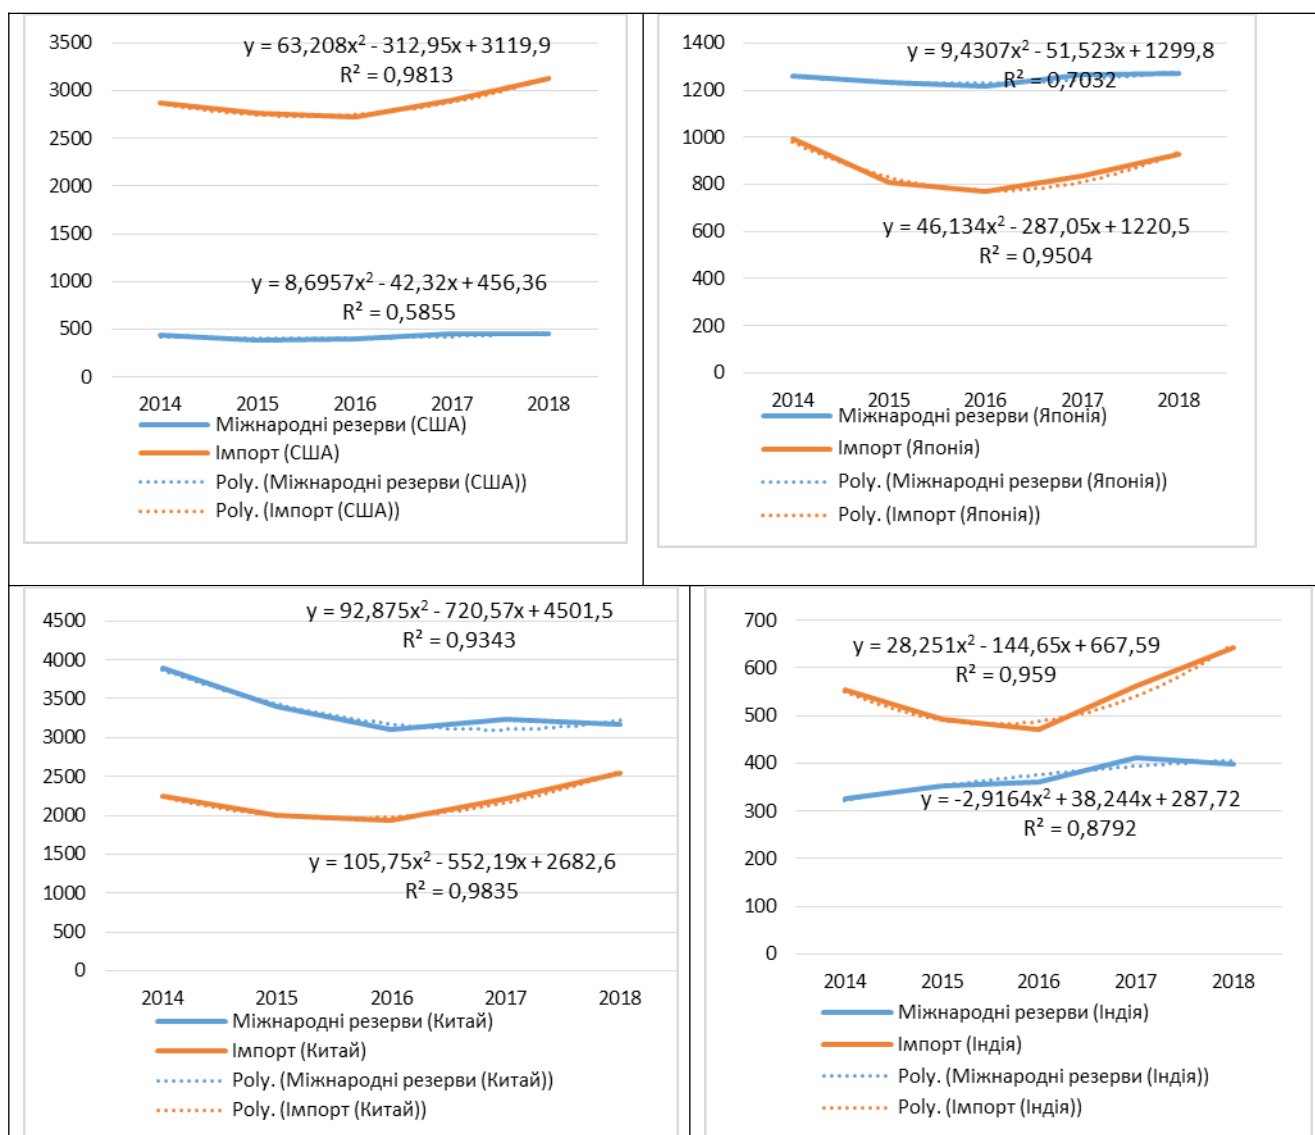 3500
3000
2500
2000
1500
1000
500
0
y = 63,208x² - 312,95x + 3119,9
R² = 0,9813
y = 8,6957x² - 42,32x + 456,36
R² = 0,5855
2014 2015 2016 2017 2018
Міжнародні резерви (США)
Імпорт (США)
Poly. (Міжнародні резерви (США))
Poly. (Імпорт (США))
1400
1200
1000
800
600
400
200
0
y = 9,4307x² - 51,523x + 1299,8
R² = 0,7032
y = 46,134x² - 287,05x + 1220,5
R² = 0,9504
2014 2015 2016 2017 2018
Міжнародні резерви (Японія)
Імпорт (Японія)
Poly. (Міжнародні резерви (Японія))
Poly. (Імпорт (Японія))
4500
4000
3500
3000
2500
2000
1500
1000
500
0
y = 92,875x² - 720,57x + 4501,5
R² = 0,9343
y = 105,75x² - 552,19x + 2682,6
R² = 0,9835
2014 2015 2016 2017 2018
Міжнародні резерви (Китай)
Імпорт (Китай)
Poly. (Міжнародні резерви (Китай))
Poly. (Імпорт (Китай))
700
600
500
400
300
200
100
0
y = 28,251x² - 144,65x + 667,59
R² = 0,959
y = -2,9164x² + 38,244x + 287,72
R² = 0,8792
2014 2015 2016 2017 2018
Міжнародні резерви (Індія)
Імпорт (Індія)
Poly. (Міжнародні резерви (Індія))
Poly. (Імпорт (Індія))